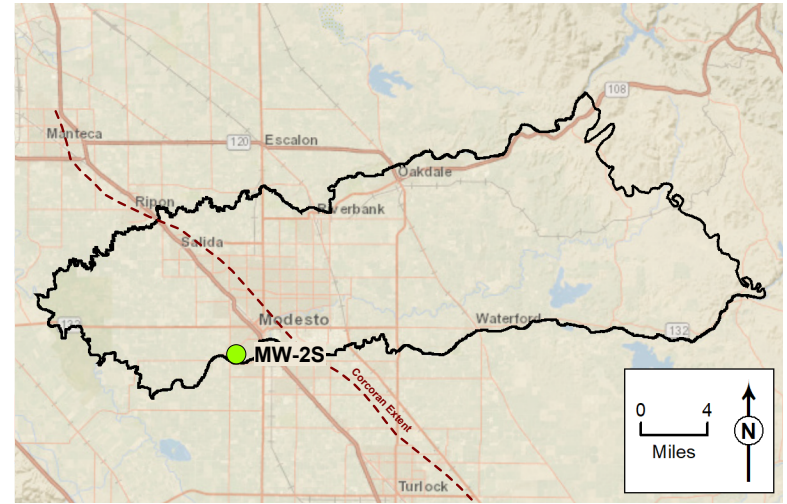 108
Manteca
120 Escalon
Oakdale
Ripon
Riverbank
Salida
132
Modesto
Waterford
132
MW-2S
Corcoran Extent
Turlock
0 4
Miles
N